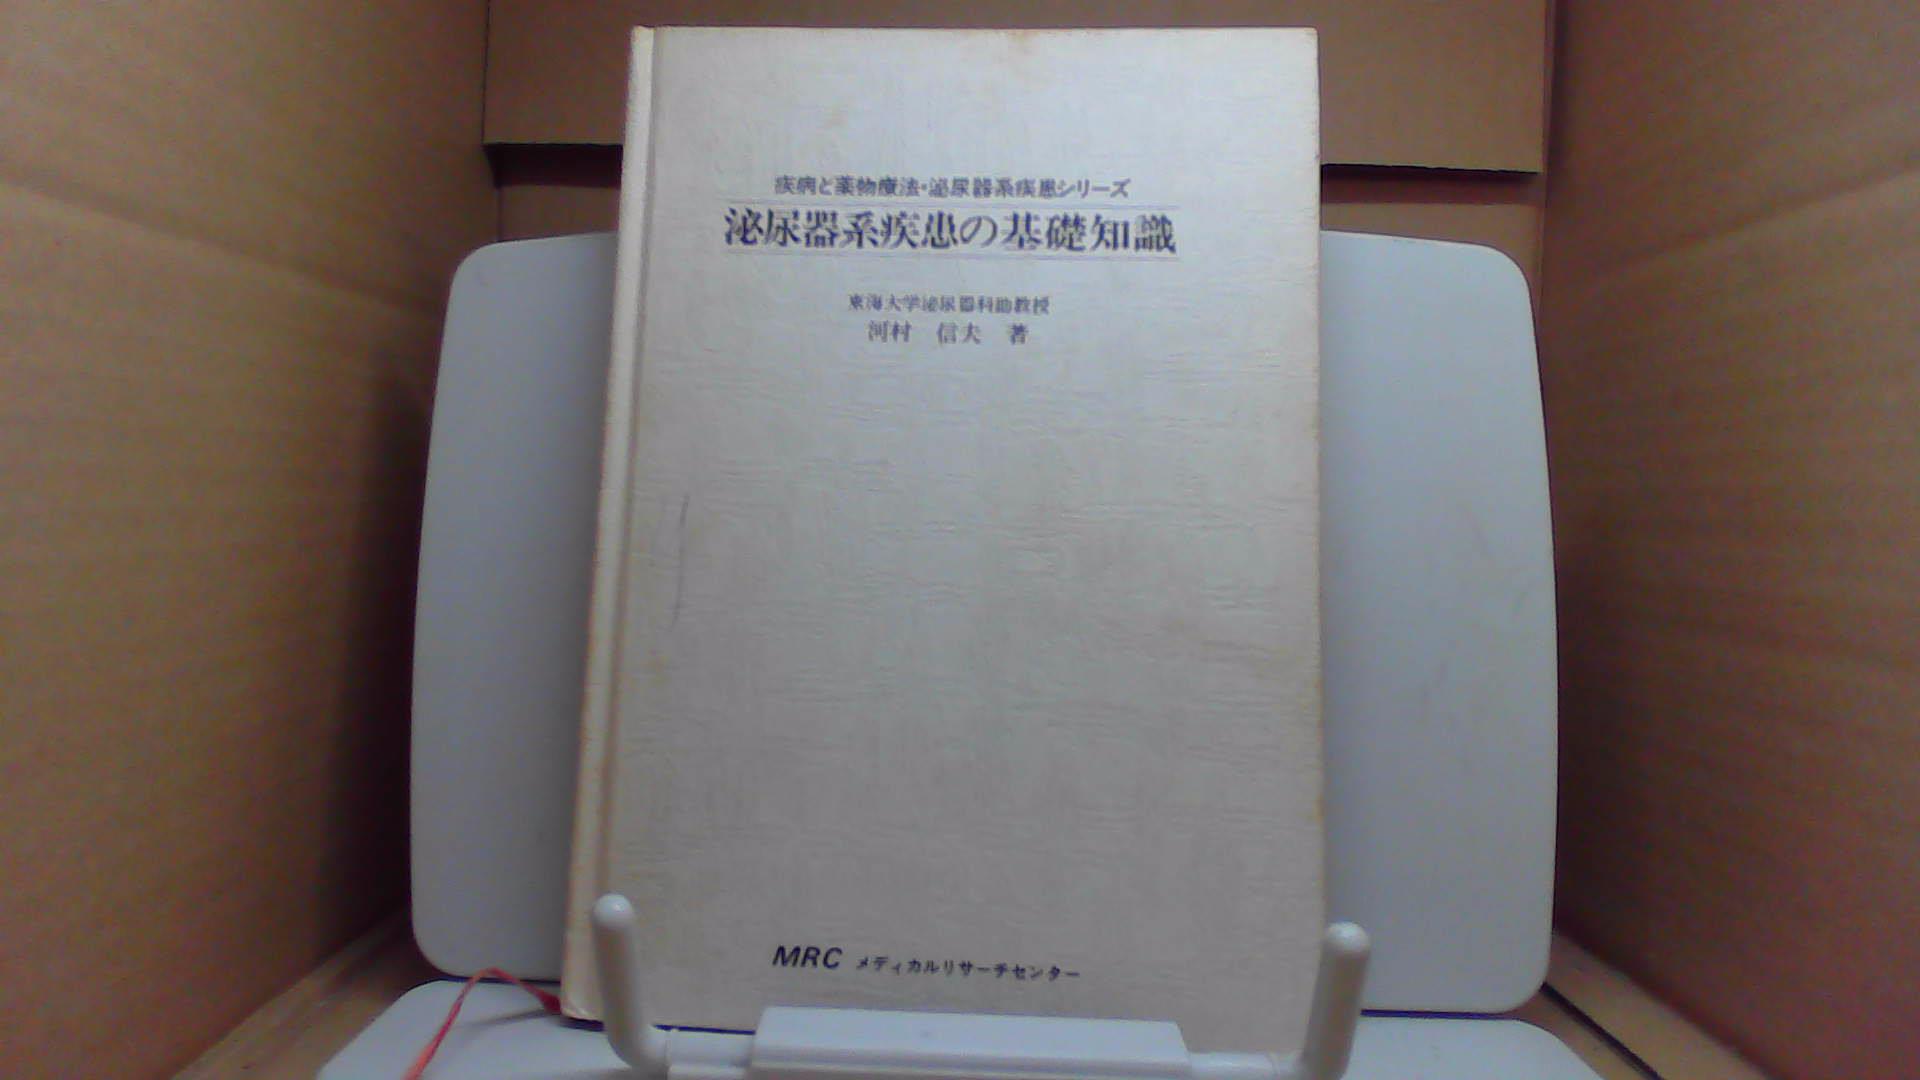 疾病と薬物療法・泌尿器系疾患シリーズ
泌尿器系疾患の基礎知識
東海大学泌尿器科助教授
河村 信夫 著
MRC メディカルリサーチセンター